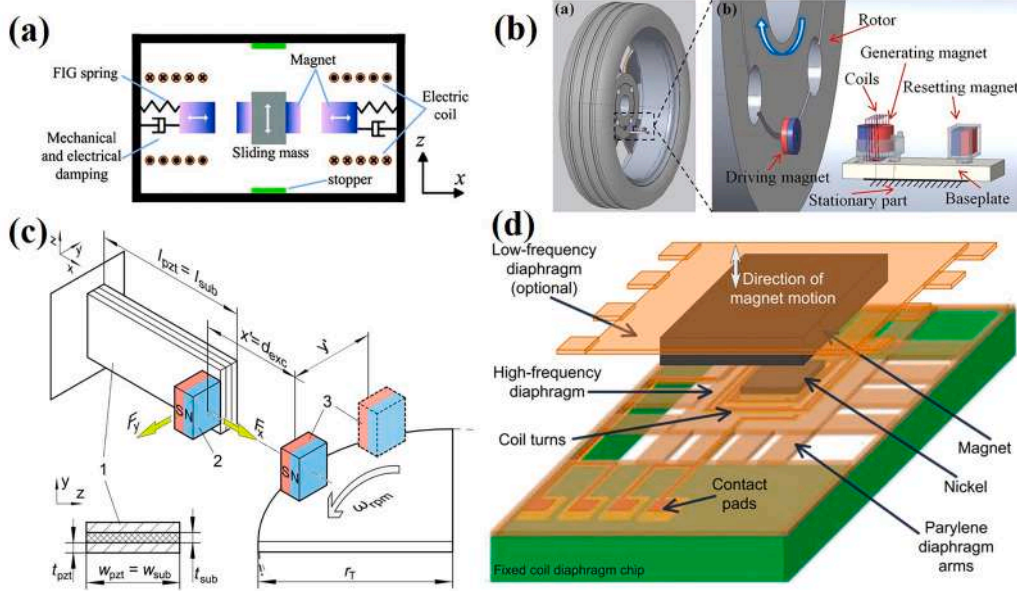 (a)
FIG spring
Magnet
Electric
coil
Mechanical
and electrical
damping
Sliding mass
stopper
z
x
(b)
(a)
(b)
Rotor
Generating magnet
Coils
Resetting magnet
Driving magnet
Stationary part
Baseplate
(c)
z
y
x
l_pzt = l_sub
x' = d_exc
y'
3
S N
F_y
F_x
2
S N
1
ω_rpm
y
z
t_pzt
w_pzt = w_sub
t_sub
r_T
(d)
Low-frequency
diaphragm
(optional)
Direction of
magnet motion
High-frequency
diaphragm
Coil turns
Magnet
Nickel
Contact
pads
Parylene
diaphragm
arms
Fixed coil diaphragm chip